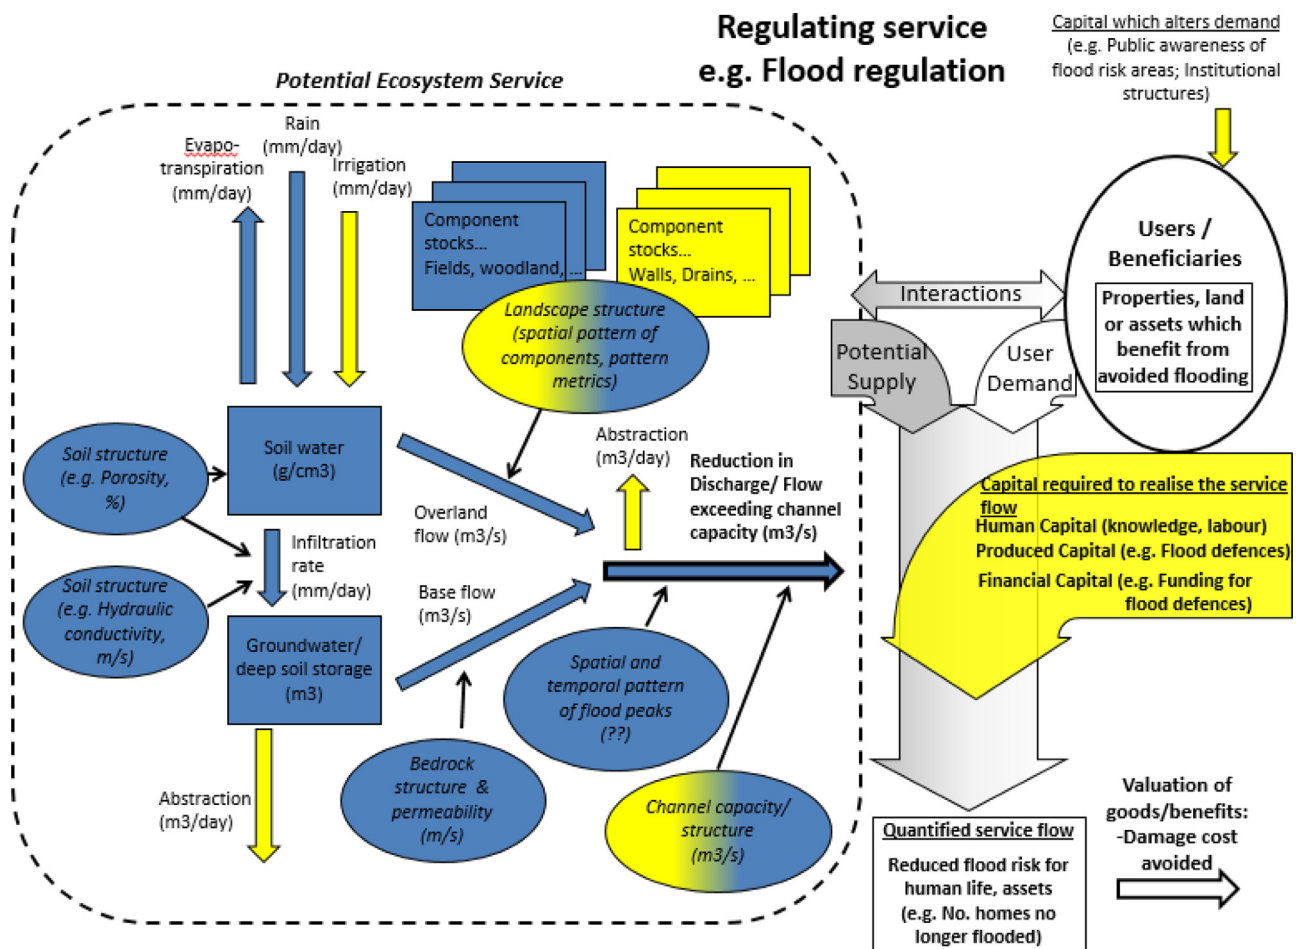 Regulating service
e.g. Flood regulation
Capital which alters demand
(e.g. Public awareness of
flood risk areas; Institutional
structures)
Potential Ecosystem Service
Evapo-
transpiration
(mm/day)
Rain
(mm/day)
Irrigation
(mm/day)
Component
stocks...
Fields, woodland, ...
Component
stocks...
Walls, Drains, ...
Landscape structure
(spatial pattern of
components, pattern
metrics)
Users /
Beneficiaries
Properties, land
or assets which
benefit from
avoided flooding
Interactions
Potential
Supply
User
Demand
Soil structure
(e.g. Porosity,
%)
Soil water
(g/cm3)
Overland
flow (m3/s)
Abstraction
(m3/day)
Reduction in
Discharge/ Flow
exceeding channel
capacity (m3/s)
Capital required to realise the service
flow
Human Capital (knowledge, labour)
Produced Capital (e.g. Flood defences)
Financial Capital (e.g. Funding for
flood defences)
Infiltration
rate
(mm/day)
Soil structure
(e.g. Hydraulic
conductivity,
m/s)
Base flow
(m3/s)
Groundwater/
deep soil storage
(m3)
Spatial and
temporal pattern
of flood peaks
(??)
Bedrock
structure &
permeability
(m/s)
Abstraction
(m3/day)
Channel capacity/
structure
(m3/s)
Quantified service flow
Reduced flood risk for
human life, assets
(e.g. No. homes no
longer flooded)
Valuation of
goods/benefits:
-Damage cost
avoided